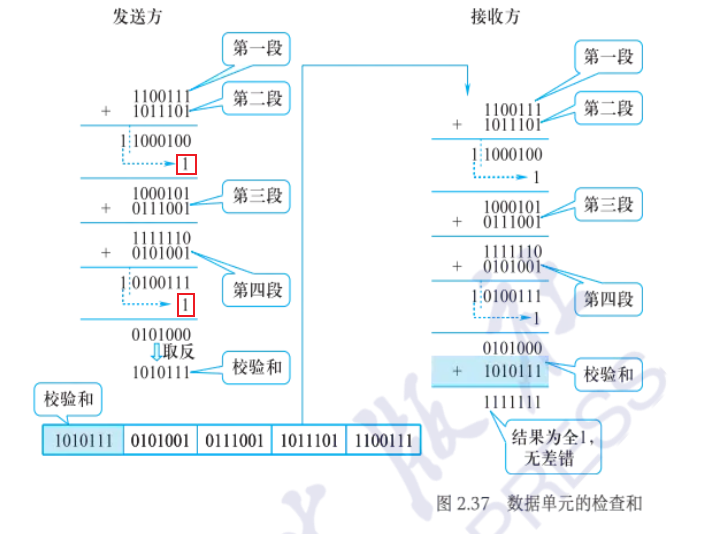 发送方
第一段
1100111
第二段
+ 1011101
1 1000100
1
1000101
第三段
+ 0111001
1111110
+ 0101001
第四段
1 0100111
1
0101000
取反
1010111
校验和
校验和
1010111 0101001 0111001 1011101 1100111
接收方
第一段
1100111
第二段
+ 1011101
1 1000100
1
1000101
第三段
+ 0111001
1111110
+ 0101001
第四段
1 0100111
1
0101000
+ 1010111
校验和
1111111
结果为全1,
无差错
图 2.37 数据单元的检查和
版社
PRESS